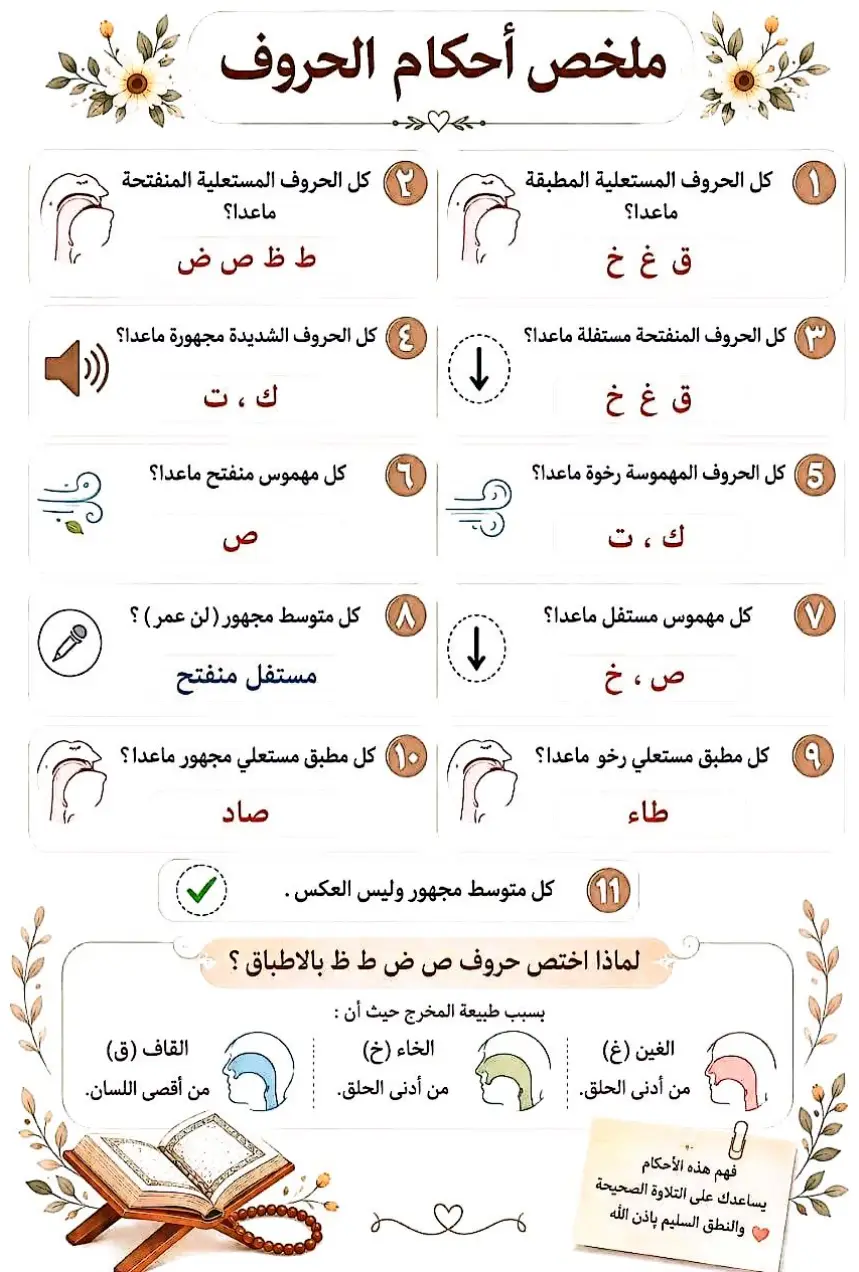 ملخص أحكام الحروف
١
كل الحروف المستعلية المطبقة
ماعدا؟
ق غ خ
٢
كل الحروف المستعلية المنفتحة
ماعدا؟
ط ظ ص ض
٣
كل الحروف المنفتحة مستفلة ماعدا؟
ق غ خ
٤
كل الحروف الشديدة مجهورة ماعدا؟
ك ، ت
5
كل الحروف المهموسة رخوة ماعدا؟
ك ، ت
٦
كل مهموس منفتح ماعدا؟
ص
٧
كل مهموس مستفل ماعدا؟
ص ، خ
٨
كل متوسط مجهور (لن عمر) ؟
مستفل منفتح
٩
كل مطبق مستعلي رخو ماعدا؟
طاء
١٠
كل مطبق مستعلي مجهور ماعدا؟
صاد
11
كل متوسط مجهور وليس العكس .
لماذا اختص حروف ص ض ط ظ بالاطباق ؟
بسبب طبيعة المخرج حيث أن :
الغين (غ)
من أدنى الحلق.
الخاء (خ)
من أدنى الحلق.
القاف (ق)
من أقصى اللسان.
فهم هذه الأحكام
يساعدك على التلاوة الصحيحة
والنطق السليم بإذن الله